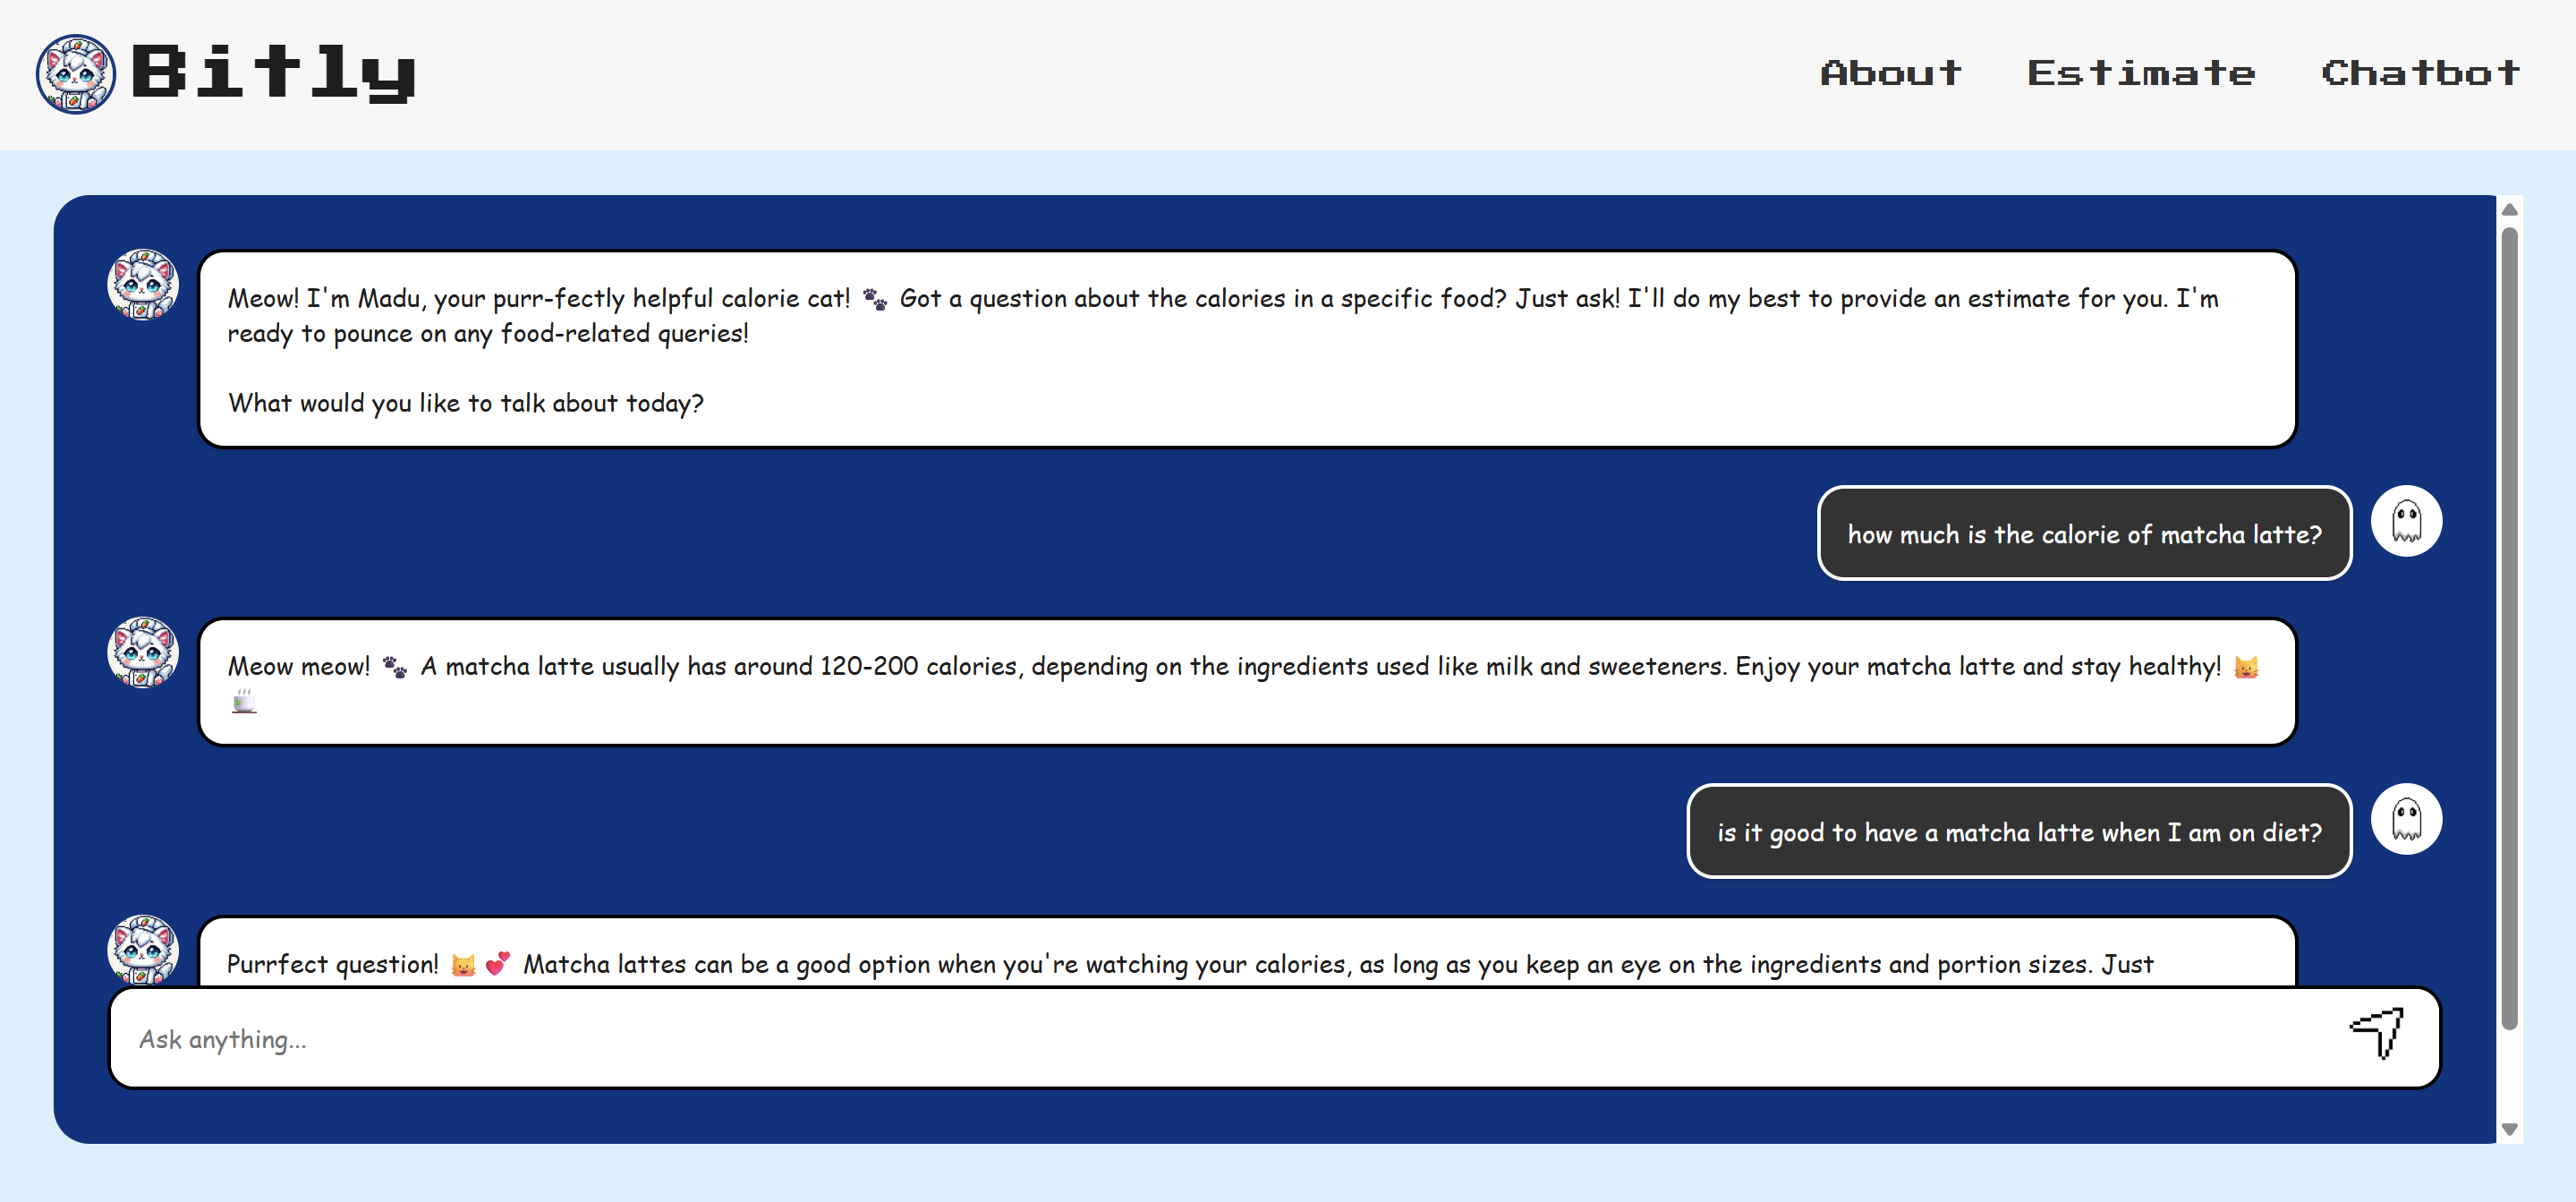 Bitly
About Estimate Chatbot
Meow! I'm Madu, your purr-fectly helpful calorie cat! 🐾 Got a question about the calories in a specific food? Just ask! I'll do my best to provide an estimate for you. I'm
ready to pounce on any food-related queries!
What would you like to talk about today?
how much is the calorie of matcha latte?
Meow meow! 🐾 A matcha latte usually has around 120-200 calories, depending on the ingredients used like milk and sweeteners. Enjoy your matcha latte and stay healthy! 😺
🍵
is it good to have a matcha latte when I am on diet?
Purrfect question! 😺💕 Matcha lattes can be a good option when you're watching your calories, as long as you keep an eye on the ingredients and portion sizes. Just
Ask anything...